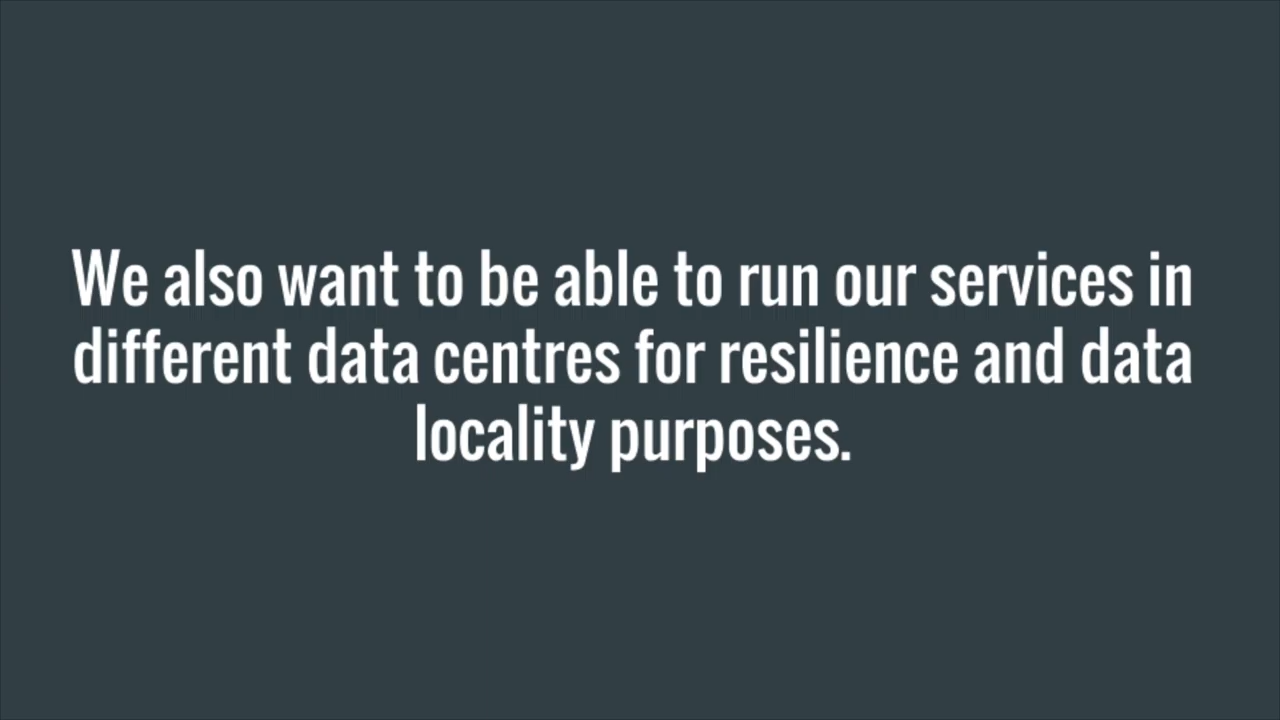 We also want to be able to run our services in
different data centres for resilience and data
locality purposes.